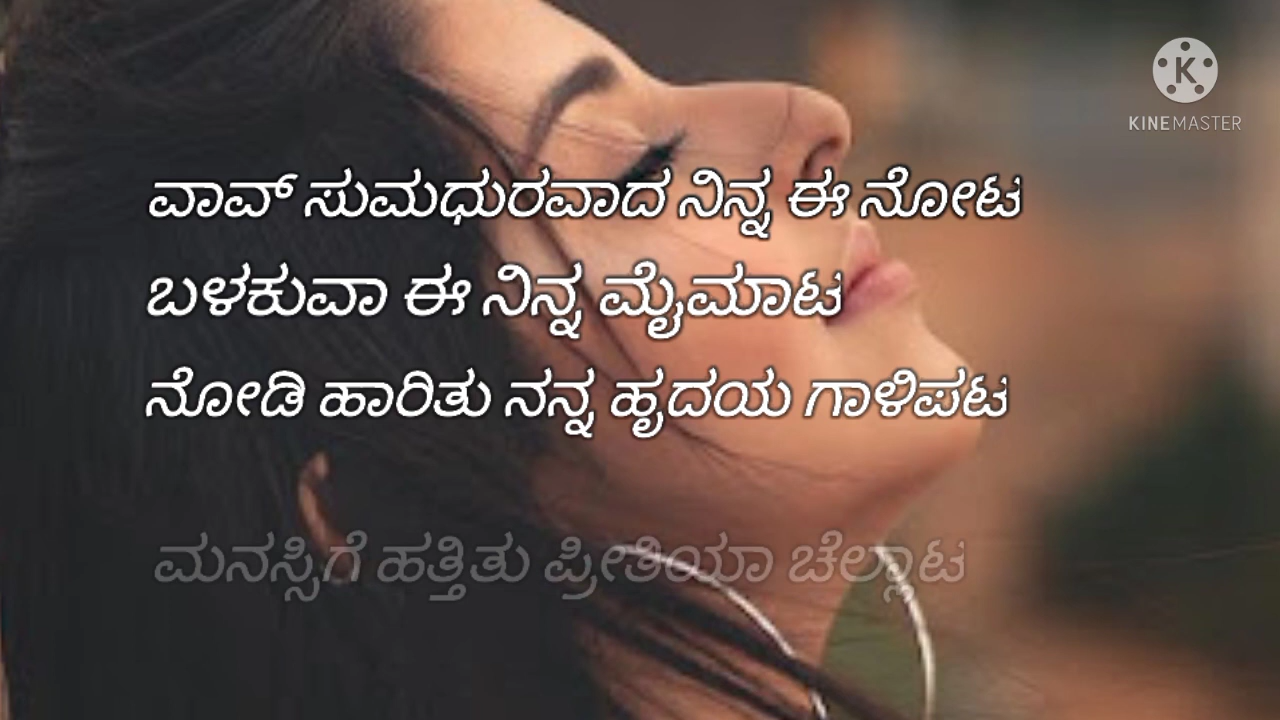 KINEMASTER
ವಾವ್ ಸುಮಧುರವಾದ ನಿನ್ನ ಈ ನೋಟ
ಬಳಕುವಾ ಈ ನಿನ್ನ ಮೈಮಾಟ
ನೋಡಿ ಹಾರಿತು ನನ್ನ ಹೃದಯ ಗಾಳಿಪಟ
ಮನಸ್ಸಿಗೆ ಹತ್ತಿತು ಪ್ರೀತಿಯಾ ಚೆಲ್ಲಾಟ